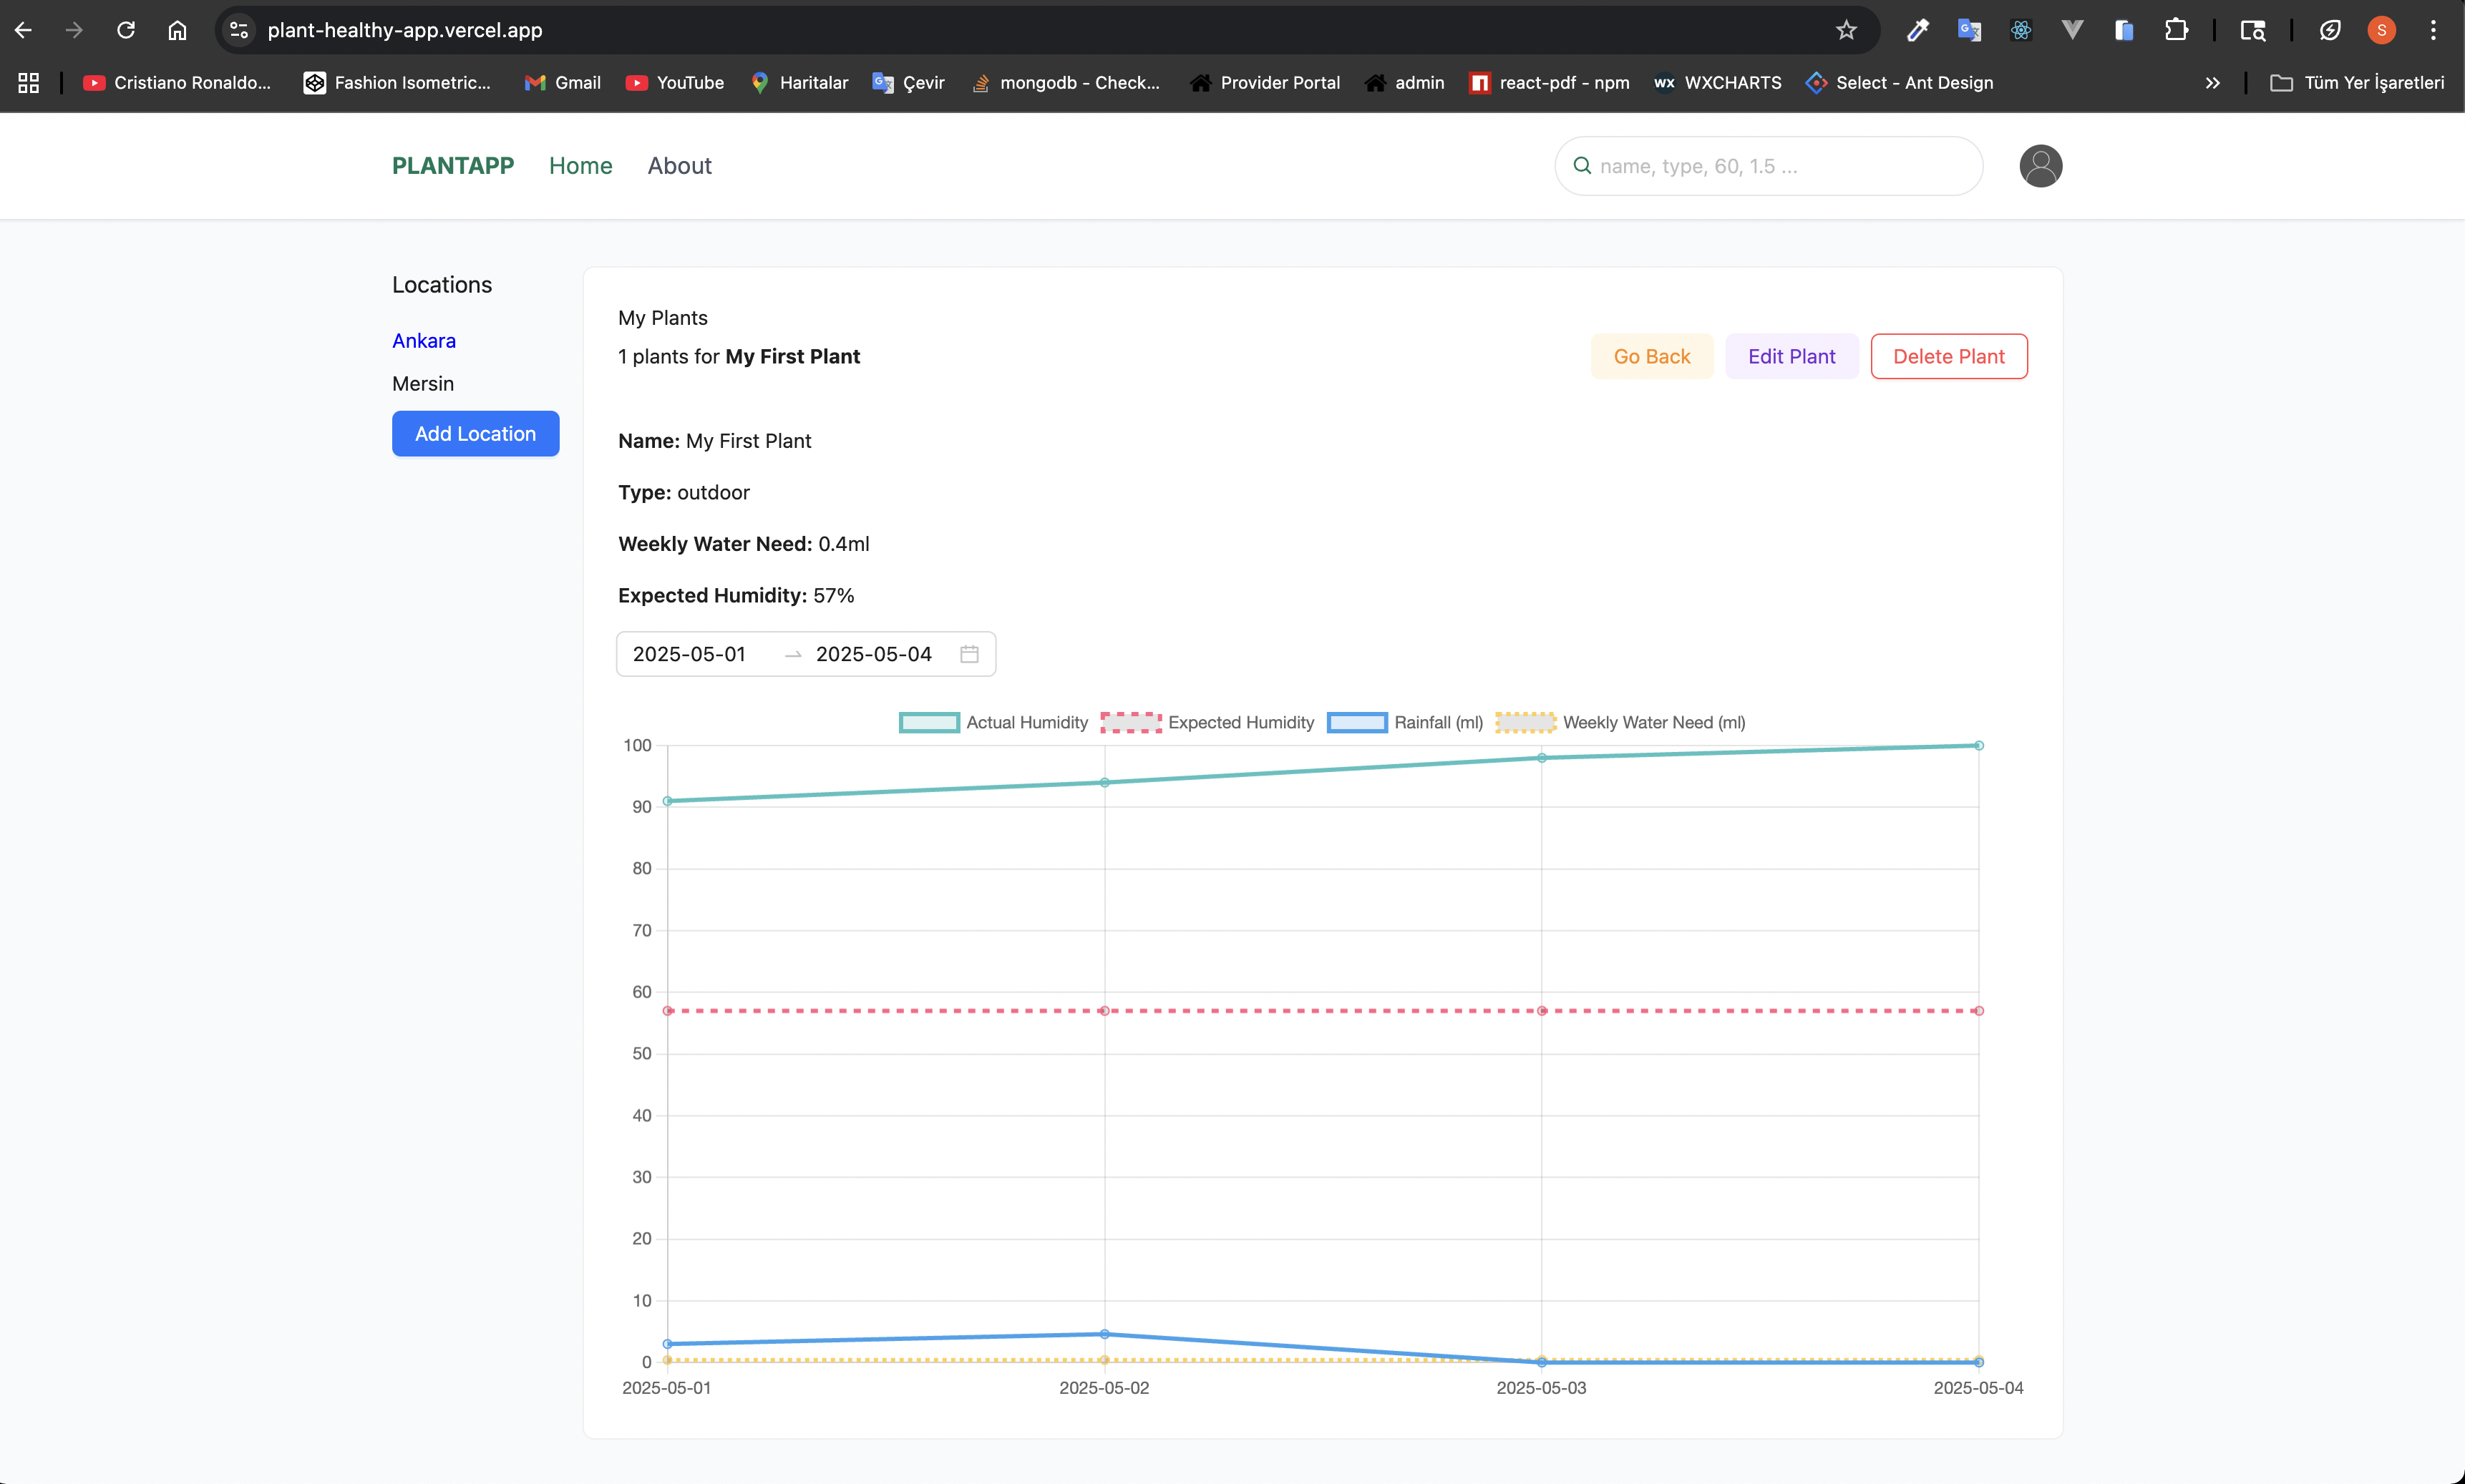 plant-healthy-app.vercel.app
S
Cristiano Ronaldo...
Fashion Isometric...
Gmail
YouTube
Haritalar
Çevir
mongodb - Check...
Provider Portal
admin
react-pdf - npm
WX WXCHARTS
Select - Ant Design
Tüm Yer İşaretleri
PLANTAPP Home About
name, type, 60, 1.5 ...
Locations
Ankara
Mersin
Add Location
My Plants
1 plants for My First Plant
Go Back Edit Plant Delete Plant
Name: My First Plant
Type: outdoor
Weekly Water Need: 0.4ml
Expected Humidity: 57%
2025-05-01 → 2025-05-04
Actual Humidity Expected Humidity Rainfall (ml) Weekly Water Need (ml)
100
90
80
70
60
50
40
30
20
10
0
2025-05-01 2025-05-02 2025-05-03 2025-05-04